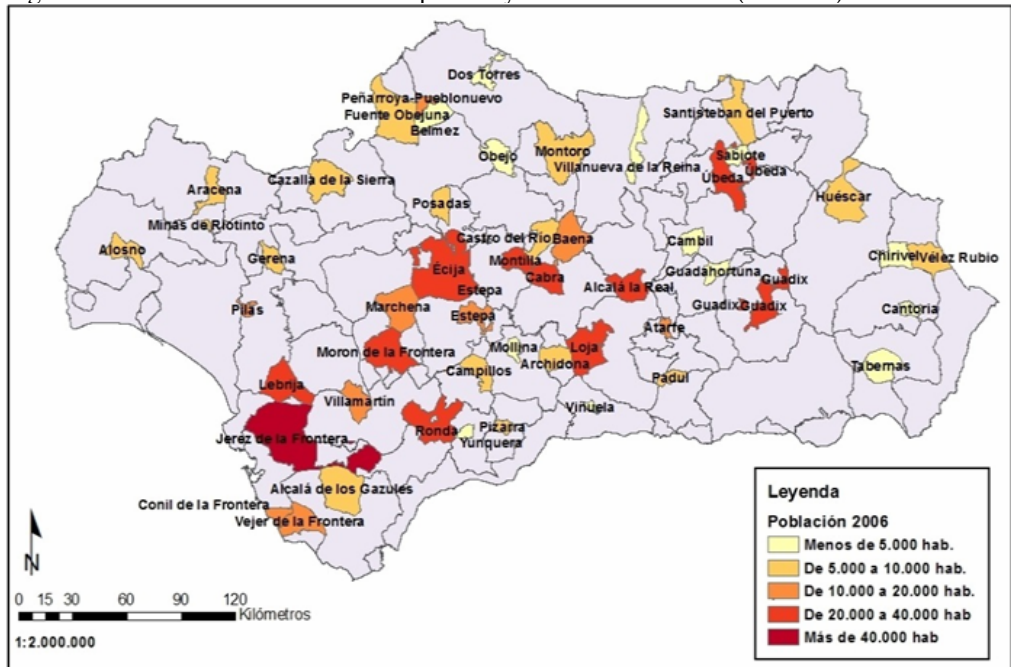 Dos Torres
Peñarroya-Pueblonuevo
Fuente Obejuna
Belmez
Santisteban del Puerto
Obejo
Montoro
Villanueva de la Reina
Sabiote
Úbeda
Úbeda
Aracena
Cazalla de la Sierra
Huéscar
Posadas
Minas de Riotinto
Castro del Río
Baena
Cambil
Alosno
Gerena
Montilla
Chirivel
Vélez Rubio
Écija
Cabra
Guadahortuna
Guadix
Estepa
Alcalá la Real
Pilas
Marchena
Guadix
Guadix
Cantoria
Estepa
Atarfe
Moron de la Frontera
Mollina
Loja
Archidona
Campillos
Padul
Tabernas
Lebrija
Villamartín
Viñuela
Jerez de la Frontera
Ronda
Pizarra
Yunquera
Alcalá de los Gazules
Conil de la Frontera
Vejer de la Frontera
Leyenda
Población 2006
Menos de 5.000 hab.
De 5.000 a 10.000 hab.
De 10.000 a 20.000 hab.
De 20.000 a 40.000 hab
Más de 40.000 hab
N
0 15 30 60 90 120
Kilómetros
1:2.000.000